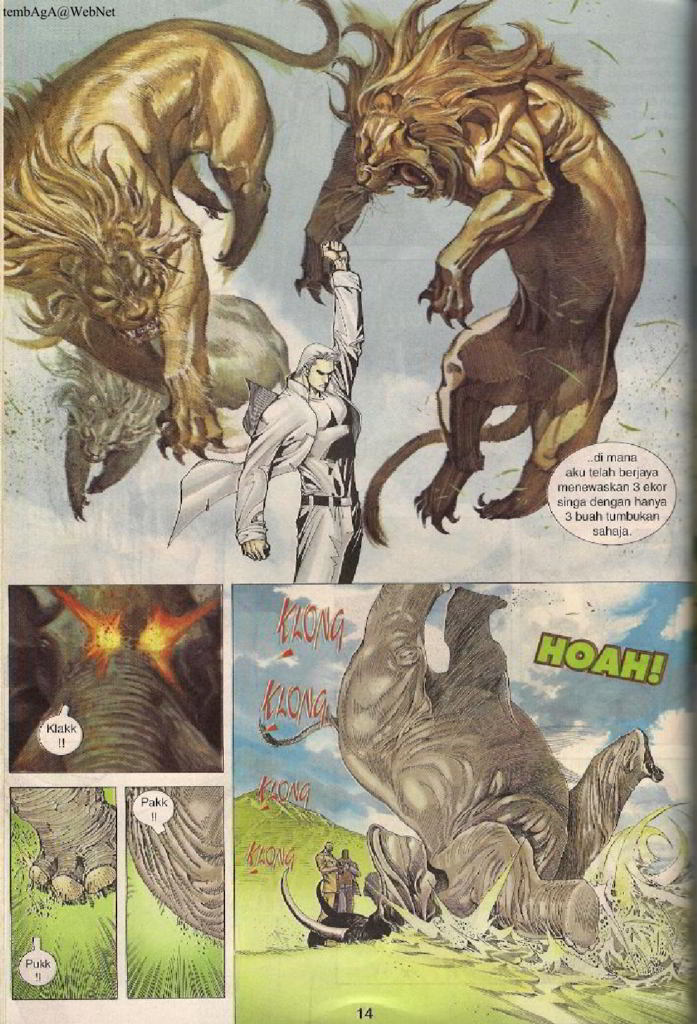 tembAgA@WebNet
..di mana
aku telah berjaya
menewaskan 3 ekor
singa dengan hanya
3 buah tumbukan
sahaja.
Klakk
!!
KLONG
KLONG
KLONG
KLONG
HOAH!
Pakk
!!
Pukk
!!
14